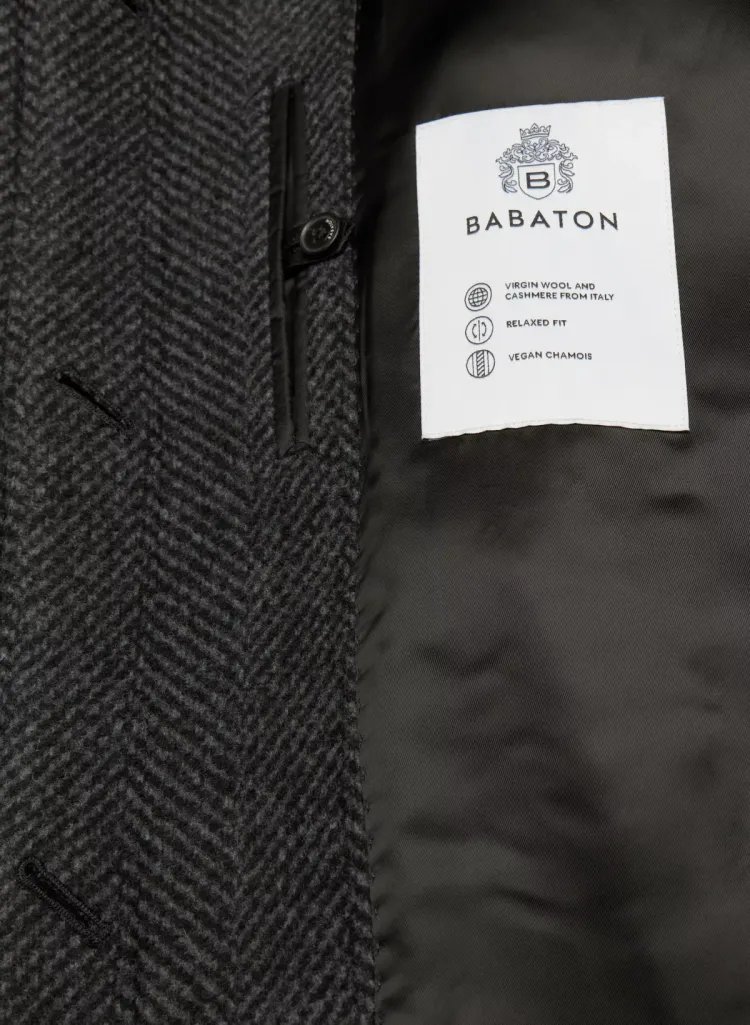 B
BABATON
VIRGIN WOOL AND
CASHMERE FROM ITALY
RELAXED FIT
VEGAN CHAMOIS